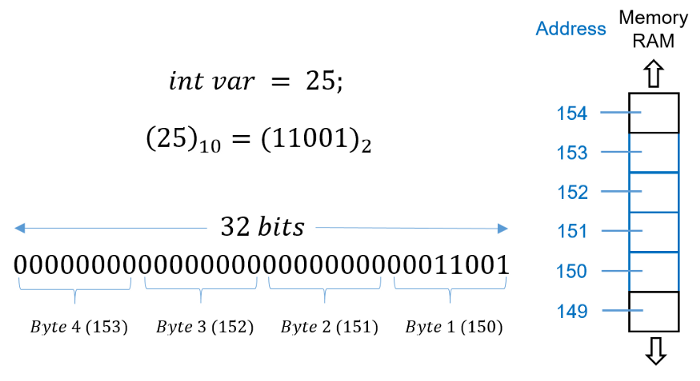 int var = 25;
(25)₁₀ = (11001)₂
32 bits
00000000000000000000000000011001
Byte 4 (153) Byte 3 (152) Byte 2 (151) Byte 1 (150)
Address
Memory
RAM
154
153
152
151
150
149